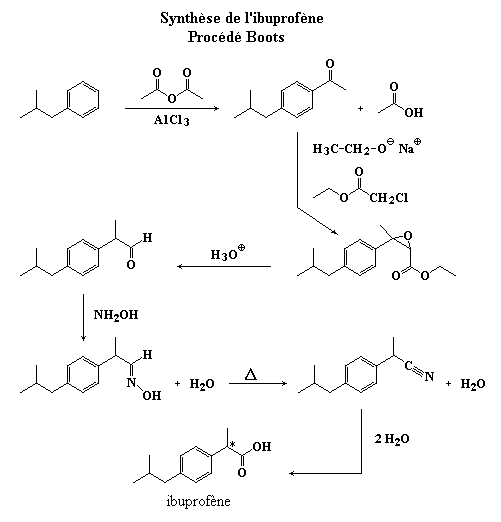 Synthèse de l'ibuprofène
Procédé Boots
O O
O
AlCl3
O
+
O
OH
H3C-CH2-O⊖ Na⊕
O
O CH2Cl
H
O
H3O⊕
O
O
O
NH2OH
H
N
OH
+ H2O
Δ
C
N
+ H2O
2 H2O
*
OH
O
ibuprofène